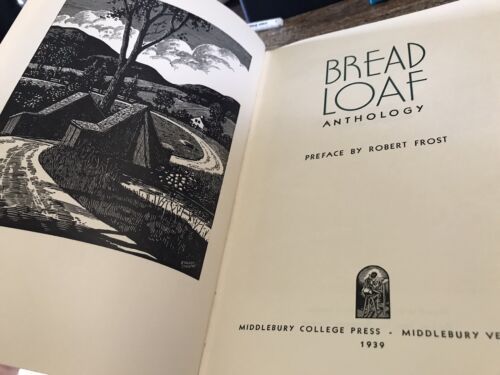 BREAD
LOAF
ANTHOLOGY
PREFACE BY ROBERT FROST
MIDDLEBURY COLLEGE PRESS - MIDDLEBURY VE
1939